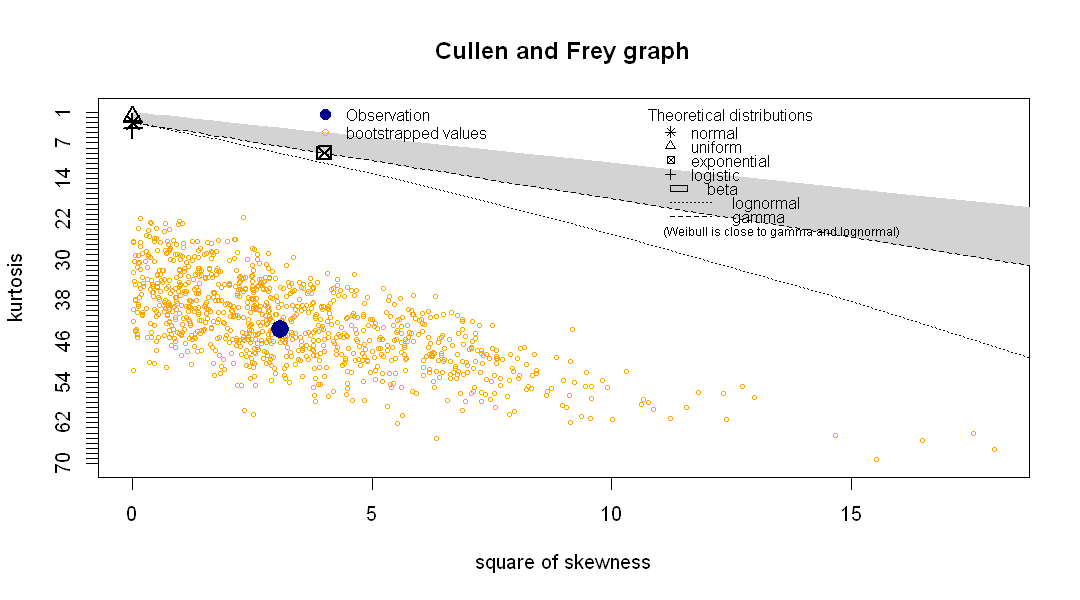 Cullen and Frey graph
Observation
bootstrapped values
Theoretical distributions
normal
uniform
exponential
logistic
beta
lognormal
gamma
(Weibull is close to gamma and lognormal)
kurtosis
1
7
14
22
30
38
46
54
62
70
0 5 10 15
square of skewness